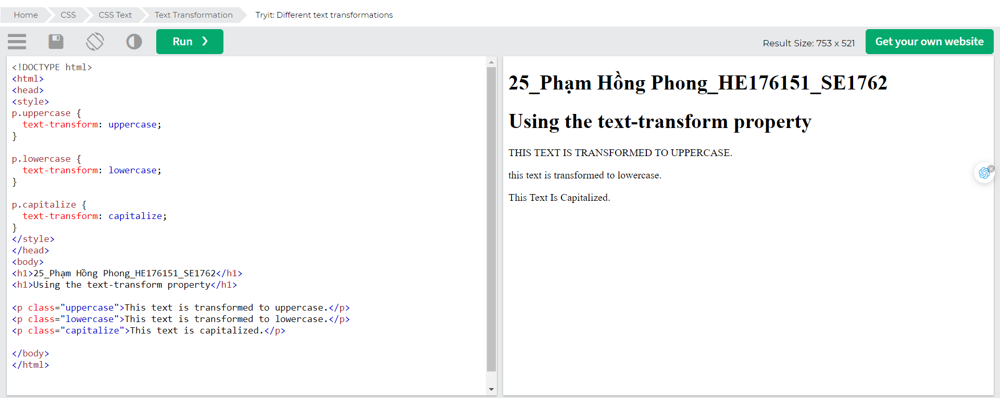 Home CSS CSS Text Text Transformation Tryit: Different text transformations
Run ❯ Result Size: 753 x 521 Get your own website
<!DOCTYPE html>
<html>
<head>
<style>
p.uppercase {
  text-transform: uppercase;
}

p.lowercase {
  text-transform: lowercase;
}

p.capitalize {
  text-transform: capitalize;
}
</style>
</head>
<body>
<h1>25_Phạm Hồng Phong_HE176151_SE1762</h1>
<h1>Using the text-transform property</h1>

<p class="uppercase">This text is transformed to uppercase.</p>
<p class="lowercase">This text is transformed to lowercase.</p>
<p class="capitalize">This text is capitalized.</p>

</body>
</html>
25_Phạm Hồng Phong_HE176151_SE1762
Using the text-transform property
THIS TEXT IS TRANSFORMED TO UPPERCASE.
this text is transformed to lowercase.
This Text Is Capitalized.